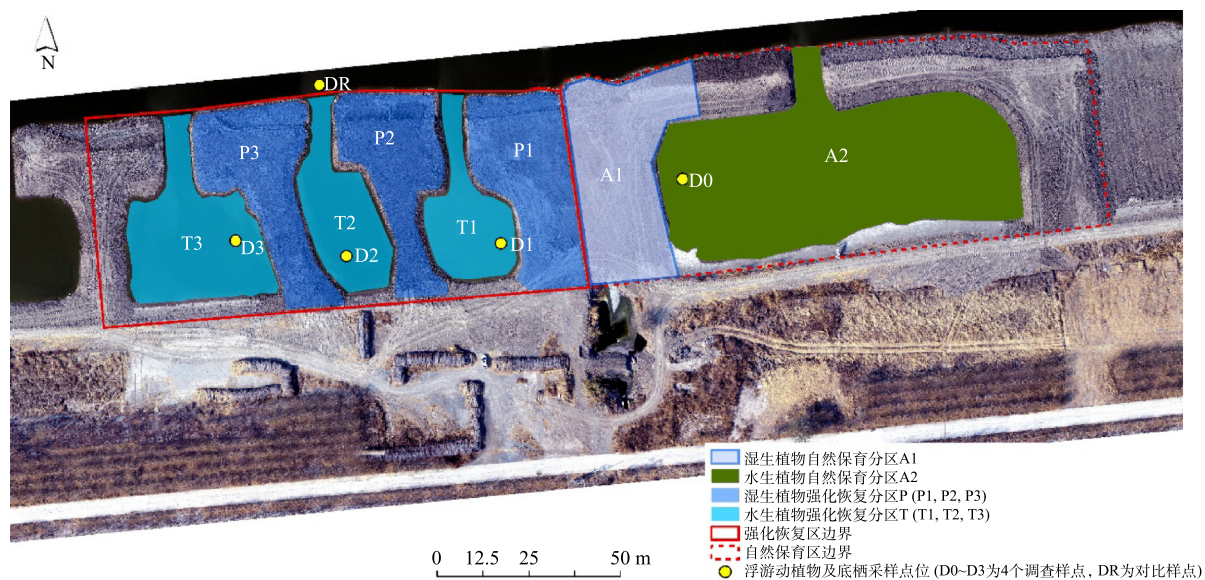 N
DR
P3
P2
P1
A1
A2
D0
T3
D3
T2
D2
T1
D1
湿生植物自然保育分区A1
水生植物自然保育分区A2
湿生植物强化恢复分区P (P1, P2, P3)
水生植物强化恢复分区T (T1, T2, T3)
强化恢复区边界
自然保育区边界
浮游动植物及底栖采样点位 (D0~D3为4个调查样点, DR为对比样点)
0 12.5 25 50 m